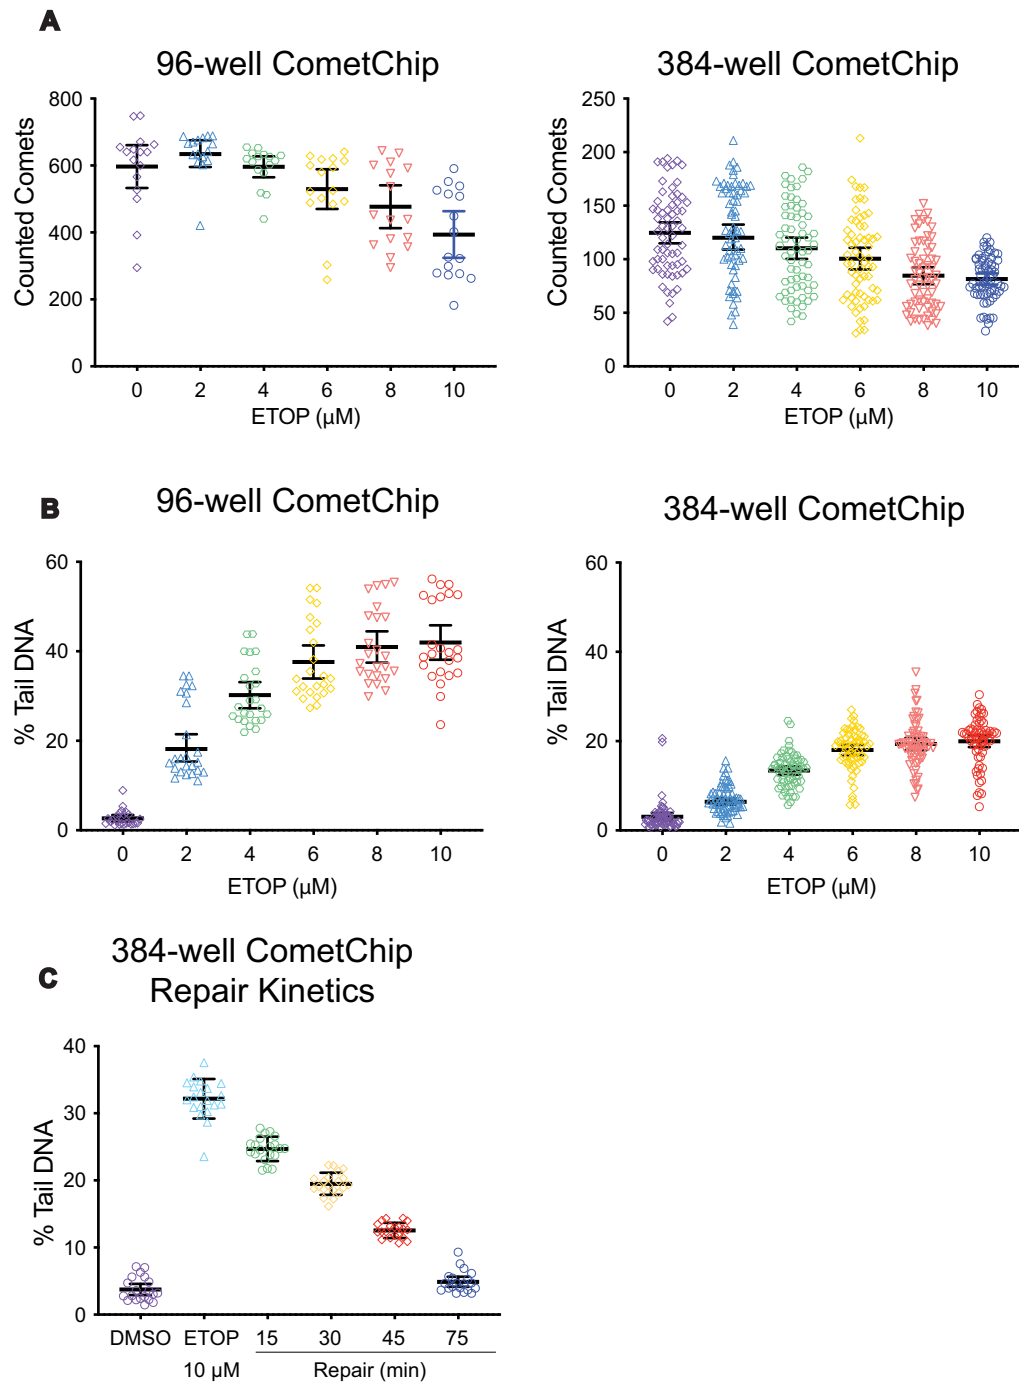 A
96-well CometChip
384-well CometChip
Counted Comets
800
600
400
200
0
0 2 4 6 8 10
ETOP (µM)
Counted Comets
250
200
150
100
50
0
0 2 4 6 8 10
ETOP (µM)
B
96-well CometChip
384-well CometChip
% Tail DNA
60
40
20
0
0 2 4 6 8 10
ETOP (µM)
% Tail DNA
60
40
20
0
0 2 4 6 8 10
ETOP (µM)
C
384-well CometChip
Repair Kinetics
% Tail DNA
40
30
20
10
0
DMSO ETOP 15 30 45 75
10 µM Repair (min)